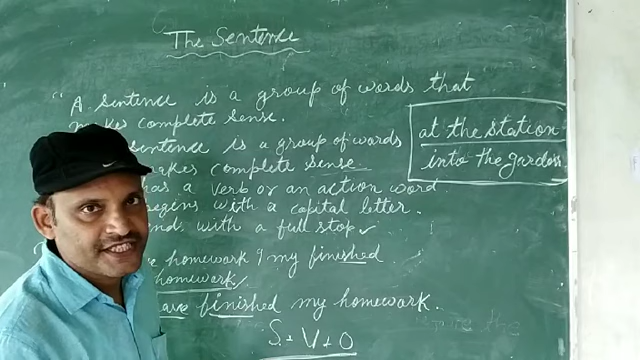 The Sentence
"A sentence is a group of words that
makes complete sense.
sentence is a group of words
makes complete sense.
has a verb or an action word.
begins with a capital letter.
with a full stop
homework I my finished
homework
have finished my homework.
S + V + O
at the station
into the garden